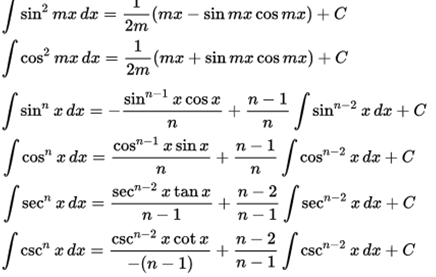 ∫ sin² mx dx = 1/2m (mx − sin mx cos mx) + C
∫ cos² mx dx = 1/2m (mx + sin mx cos mx) + C
∫ sinⁿ x dx = − sinⁿ⁻¹ x cos x/n + n − 1/n ∫ sinⁿ⁻² x dx + C
∫ cosⁿ x dx = cosⁿ⁻¹ x sin x/n + n − 1/n ∫ cosⁿ⁻² x dx + C
∫ secⁿ x dx = secⁿ⁻² x tan x/n − 1 + n − 2/n − 1 ∫ secⁿ⁻² x dx + C
∫ cscⁿ x dx = cscⁿ⁻² x cot x/−(n − 1) + n − 2/n − 1 ∫ cscⁿ⁻² x dx + C